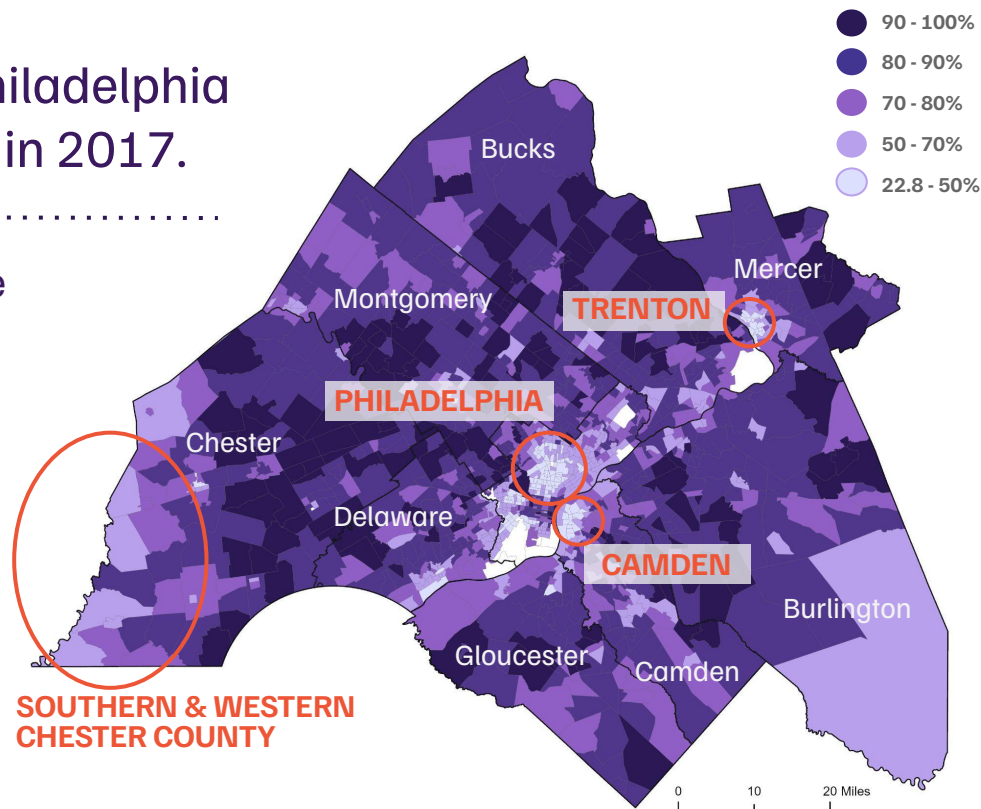 hiladelphia
in 2017.
e
90 - 100%
80 - 90%
70 - 80%
50 - 70%
22.8 - 50%
Bucks
Mercer
Montgomery
TRENTON
PHILADELPHIA
Chester
Delaware
CAMDEN
Burlington
Gloucester
Camden
SOUTHERN & WESTERN
CHESTER COUNTY
0 10 20 Miles